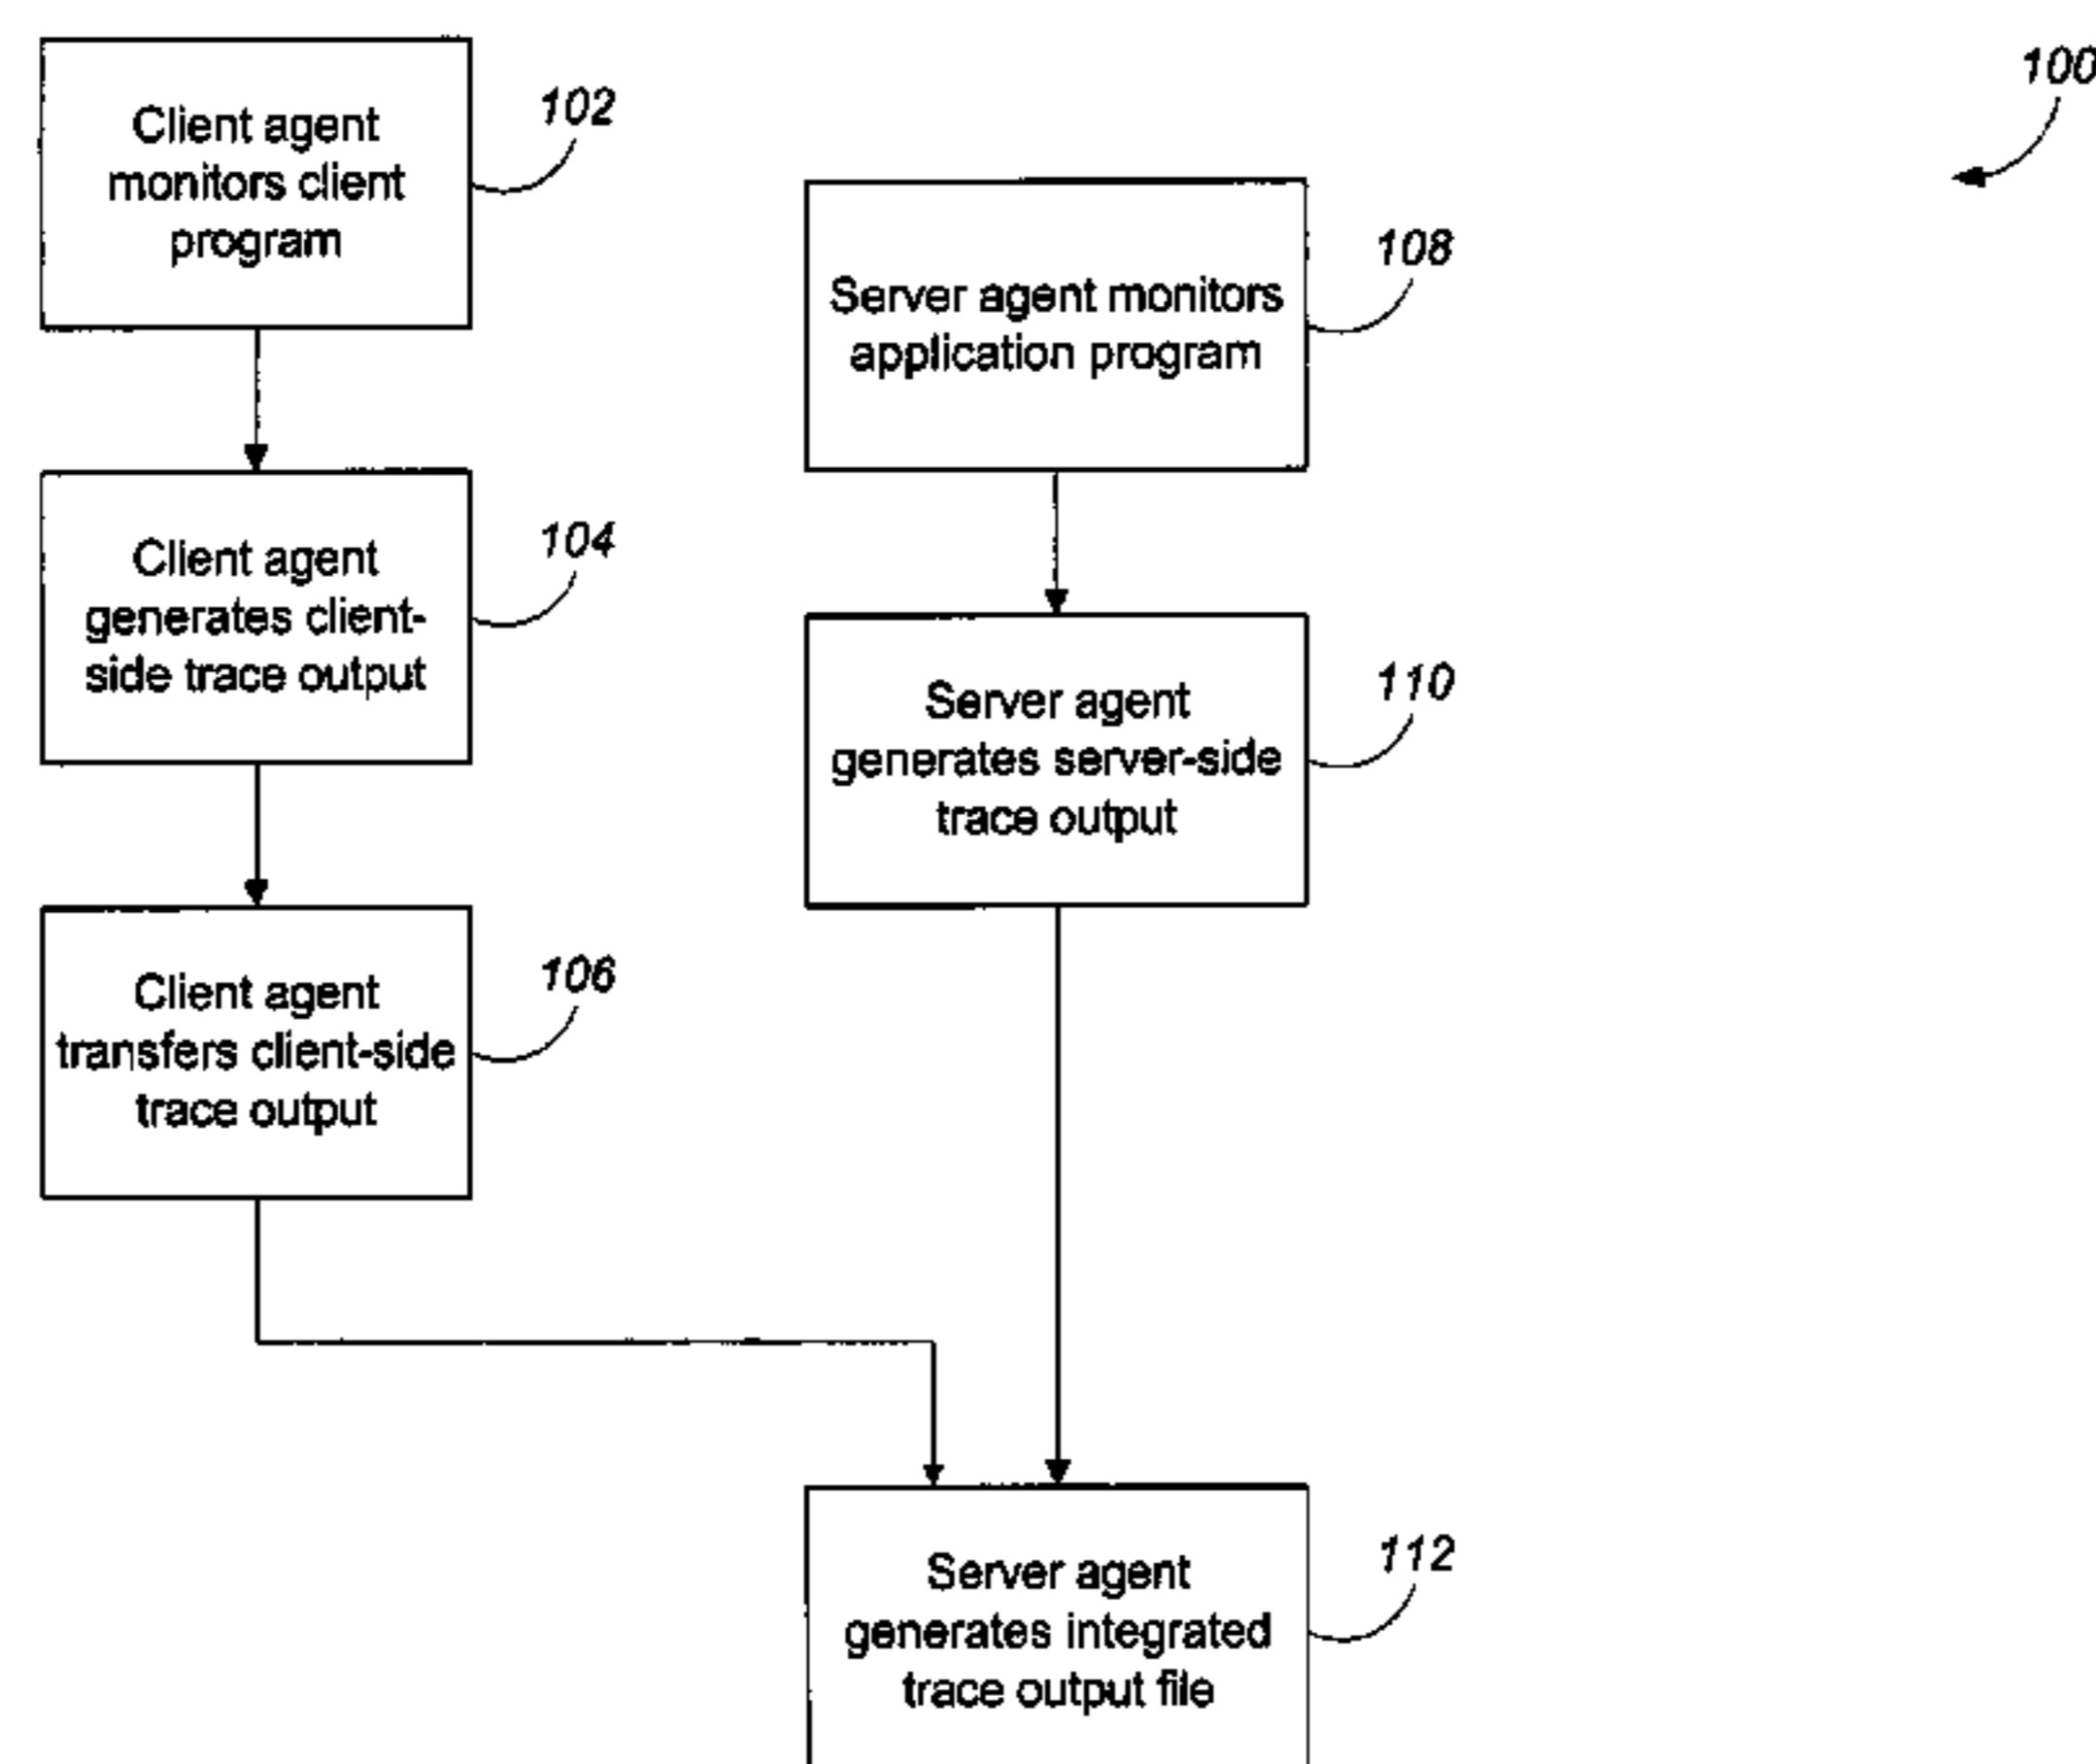 100
Client agent
monitors client
program
102
Server agent monitors
application program
108
Client agent
generates client-
side trace output
104
Server agent
generates server-side
trace output
110
Client agent
transfers client-side
trace output
106
Server agent
generates integrated
trace output file
112